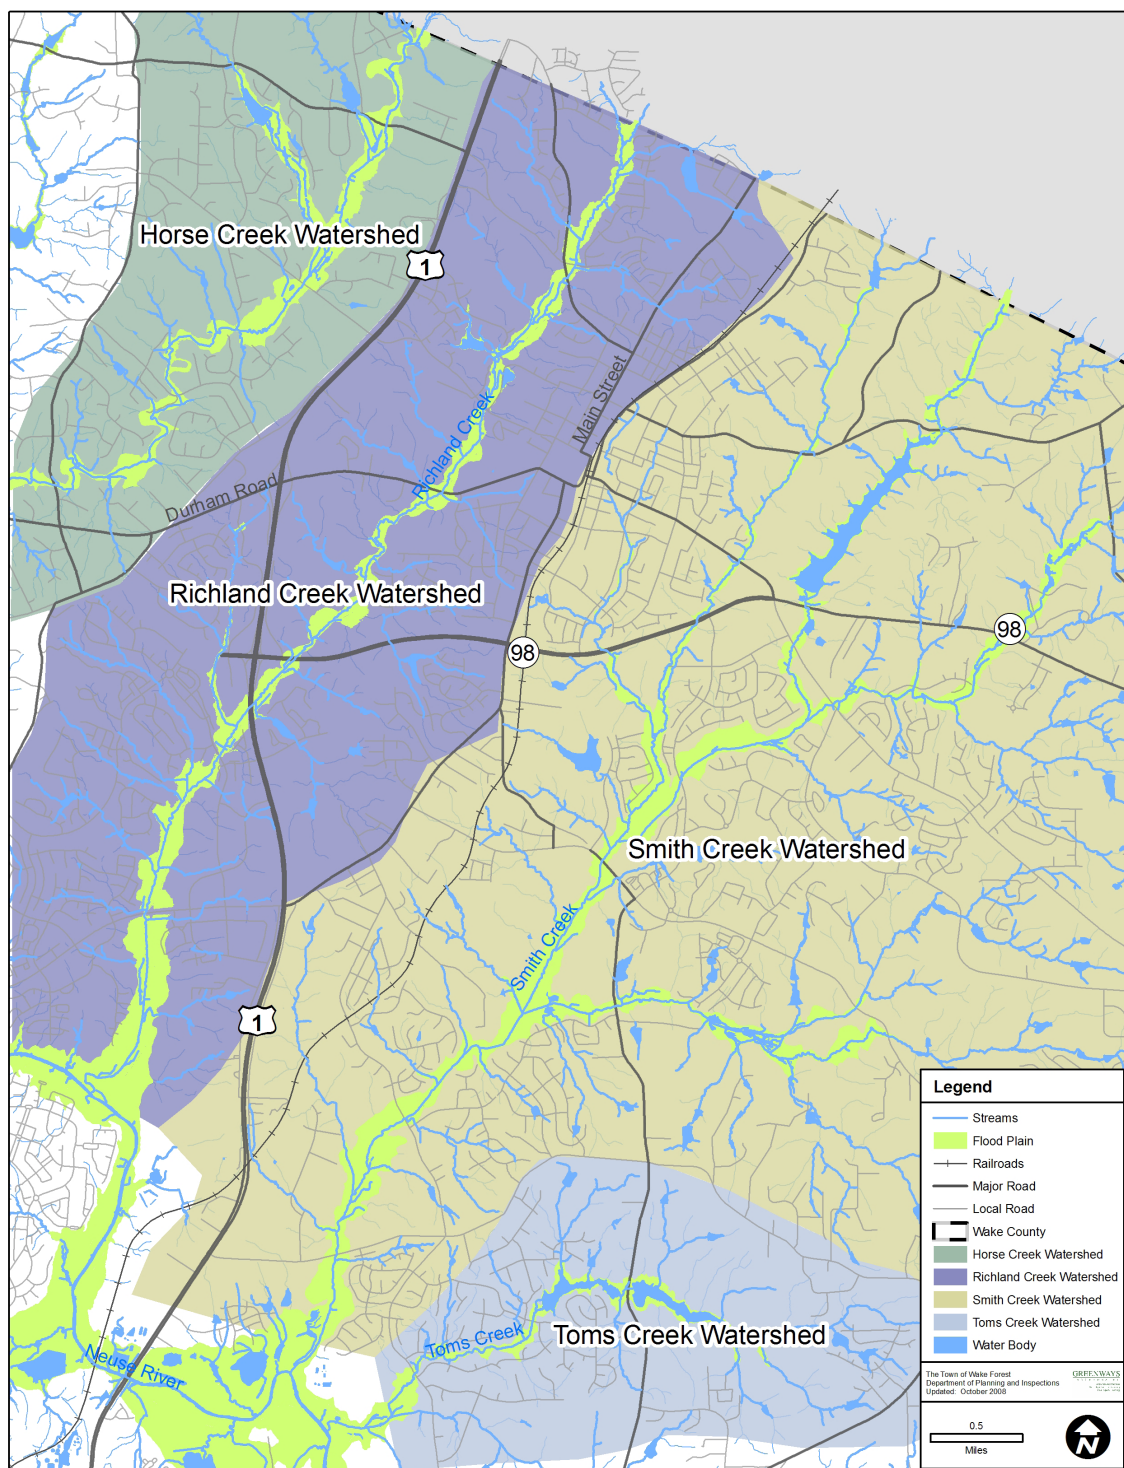 Horse Creek Watershed
1
Main Street
Richland Creek
Durham Road
Richland Creek Watershed
98
98
Smith Creek Watershed
Smith Creek
1
Toms Creek
Toms Creek Watershed
Neuse River
Legend
Streams
Flood Plain
Railroads
Major Road
Local Road
Wake County
Horse Creek Watershed
Richland Creek Watershed
Smith Creek Watershed
Toms Creek Watershed
Water Body
The Town of Wake Forest
Department of Planning and Inspections
Updated: October 2008
GREENWAYS
0.5
Miles
N